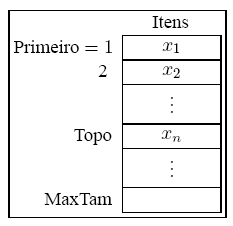 Itens
Primeiro = 1 x₁
2 x₂
⋮
Topo xₙ
⋮
MaxTam